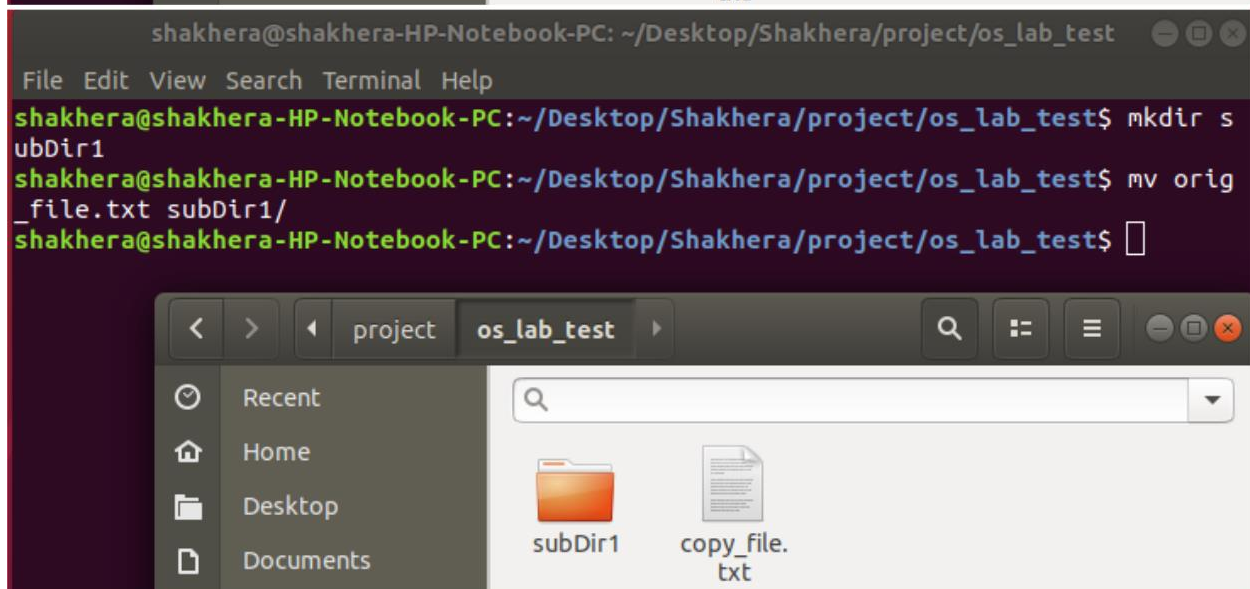 shakhera@shakhera-HP-Notebook-PC: ~/Desktop/Shakhera/project/os_lab_test
File Edit View Search Terminal Help
shakhera@shakhera-HP-Notebook-PC:~/Desktop/Shakhera/project/os_lab_test$ mkdir s
ubDir1
shakhera@shakhera-HP-Notebook-PC:~/Desktop/Shakhera/project/os_lab_test$ mv orig
_file.txt subDir1/
shakhera@shakhera-HP-Notebook-PC:~/Desktop/Shakhera/project/os_lab_test$
project os_lab_test
Recent
Home
Desktop
Documents
subDir1
copy_file.
txt